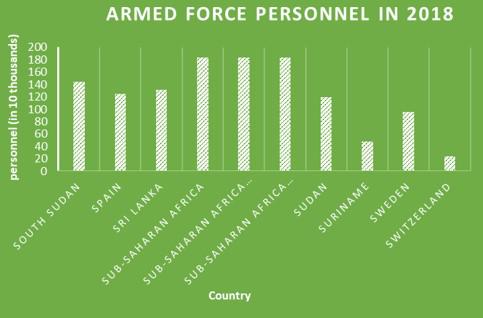 ARMED FORCE PERSONNEL IN 2018
personnel (in 10 thousands)
200
180
160
140
120
100
80
60
40
20
0
SOUTH SUDAN
SPAIN
SRI LANKA
SUB-SAHARAN AFRICA
SUB-SAHARAN AFRICA...
SUB-SAHARAN AFRICA...
SUDAN
SURINAME
SWEDEN
SWITZERLAND
Country